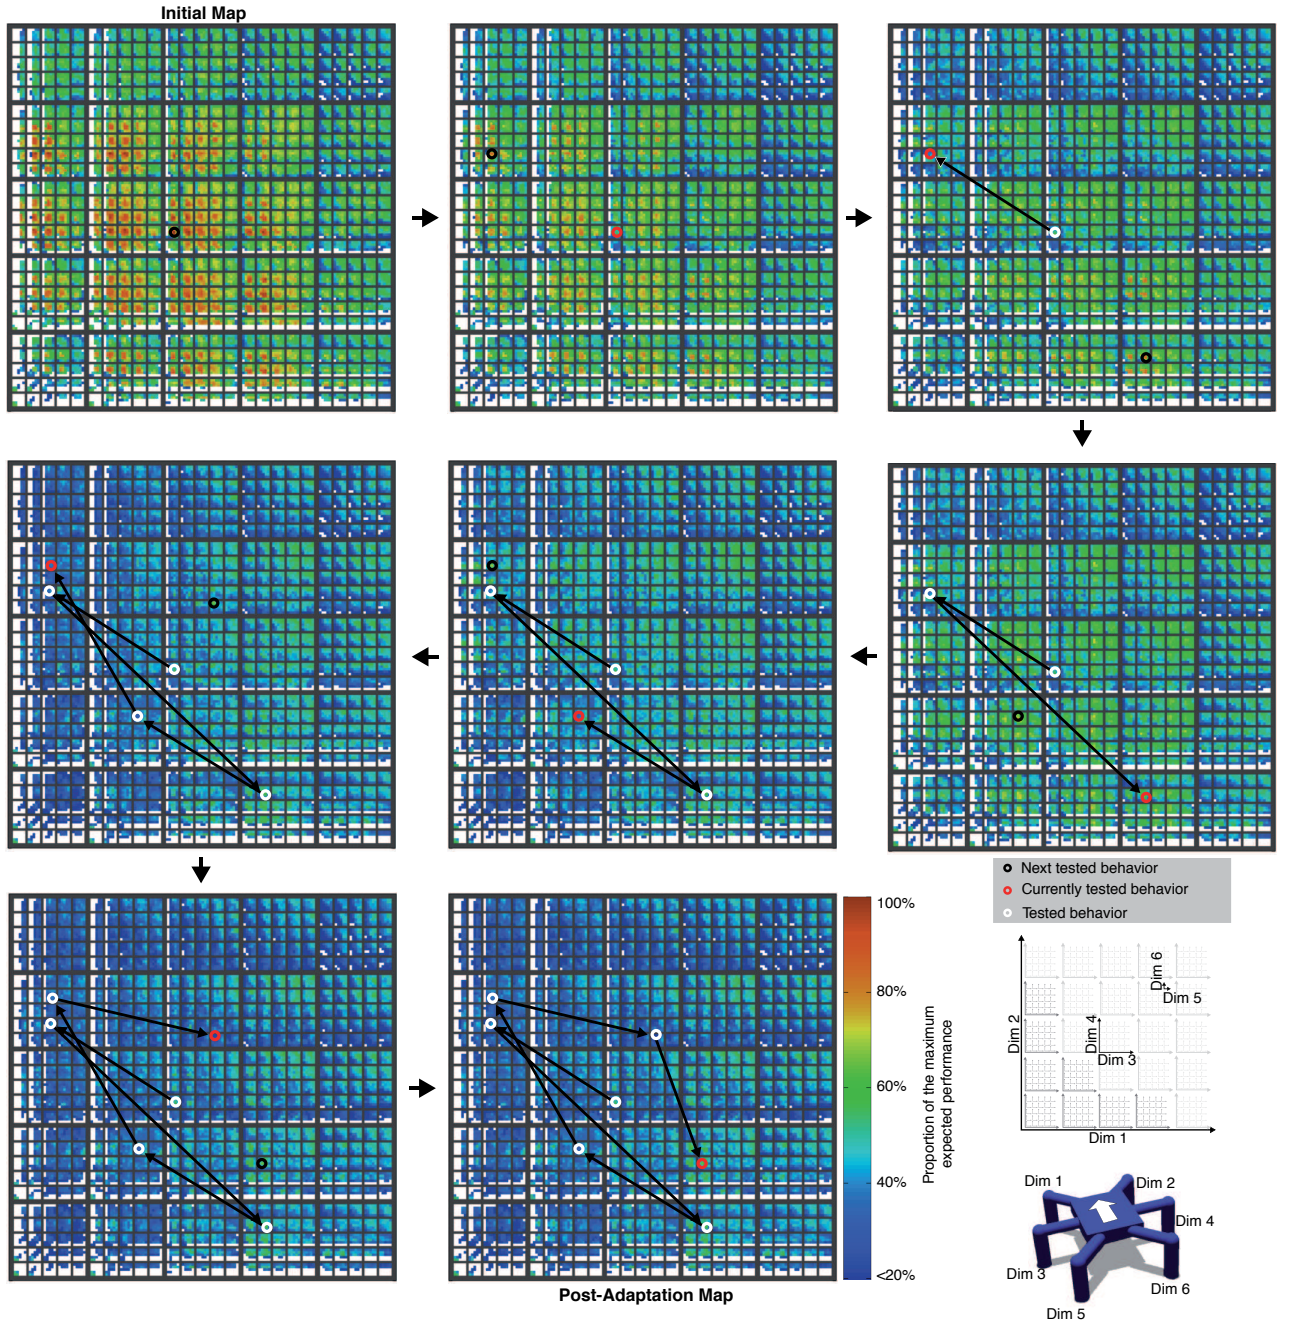 Initial Map
Next tested behavior
Currently tested behavior
Tested behavior
100%
80%
60%
40%
<20%
Proportion of the maximum
expected performance
Dim 2
Dim 1
Dim 4
Dim 3
Dim 6
Dim 5
Dim 1
Dim 2
Dim 4
Dim 3
Dim 6
Dim 5
Post-Adaptation Map